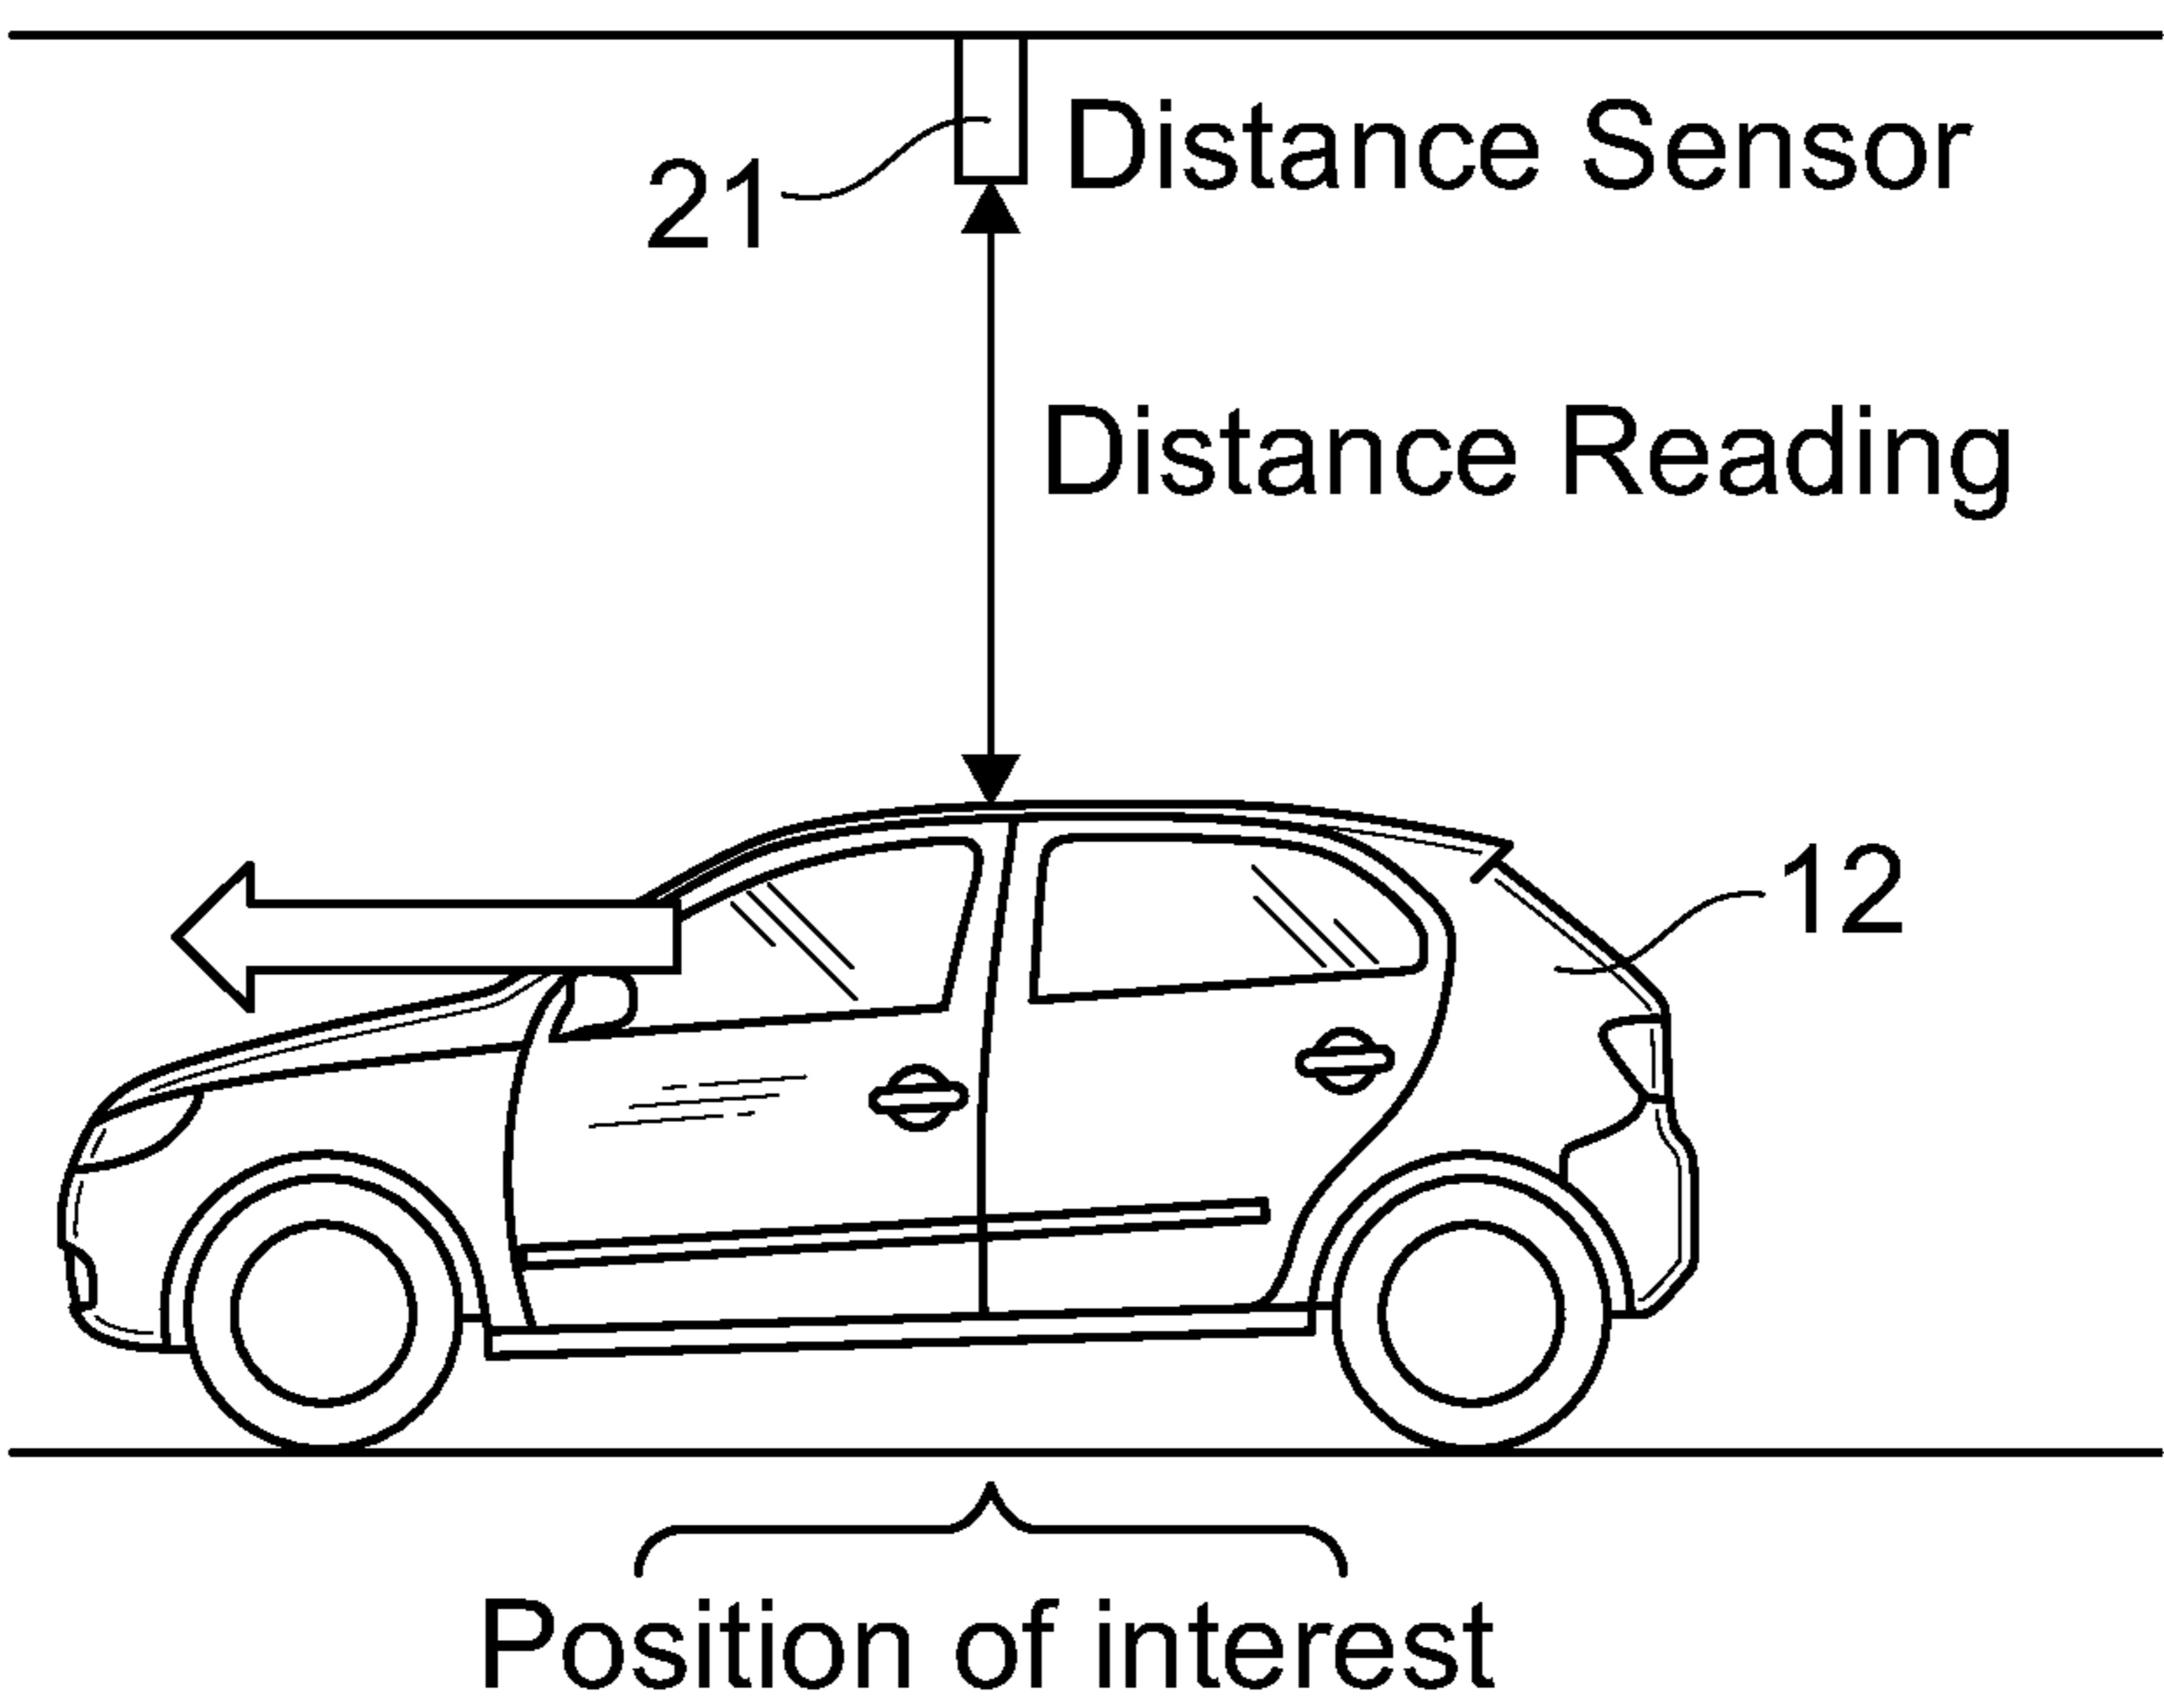 Distance Sensor
21
Distance Reading
12
Position of interest